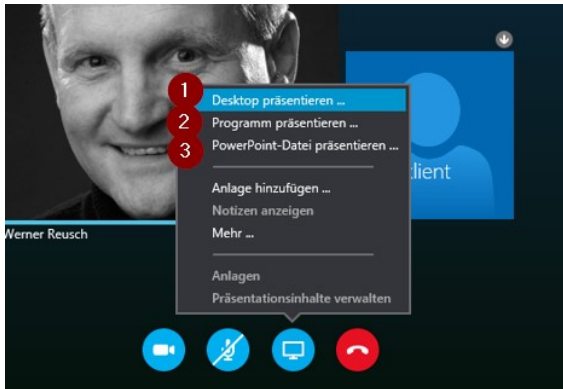 1
Desktop präsentieren ...
2
Programm präsentieren ...
3
PowerPoint-Datei präsentieren ...
Anlage hinzufügen ...
Notizen anzeigen
Mehr ...
Anlagen
Präsentationsinhalte verwalten
Werner Reusch